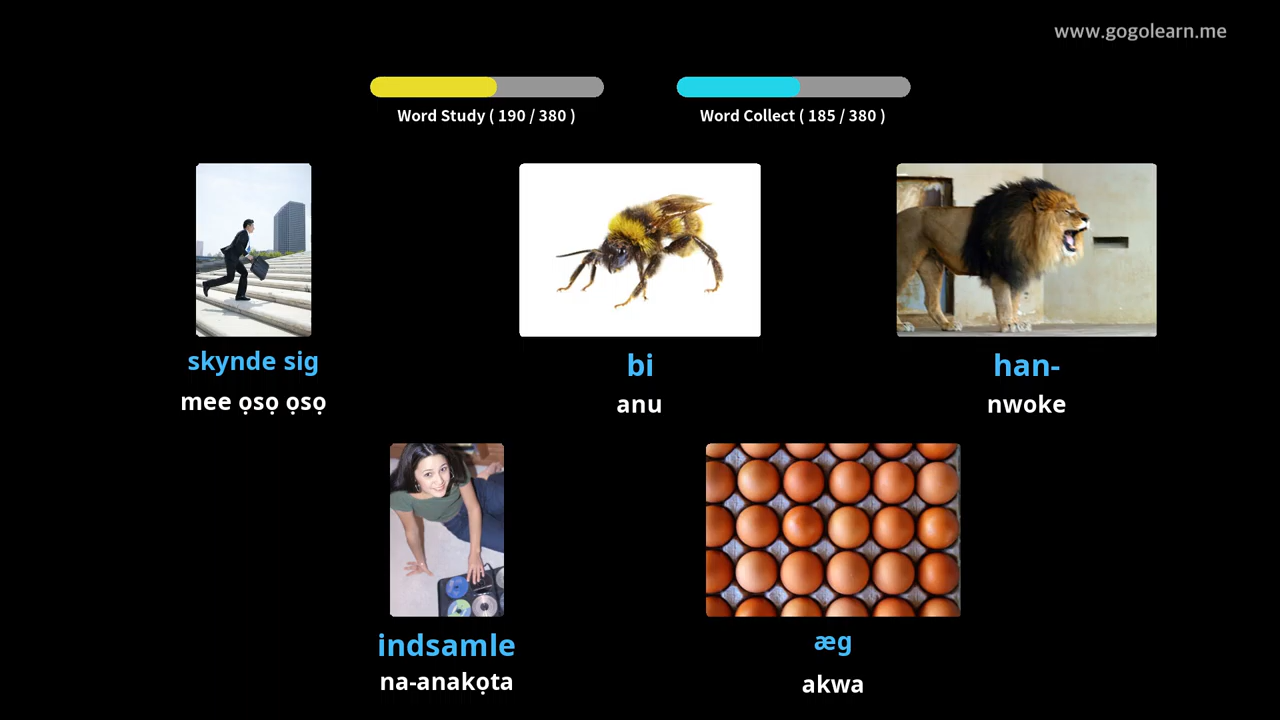 www.gogolearn.me
Word Study ( 190 / 380 )
Word Collect ( 185 / 380 )
skynde sig
mee ọsọ ọsọ
bi
anu
han-
nwoke
indsamle
na-anakọta
æg
akwa